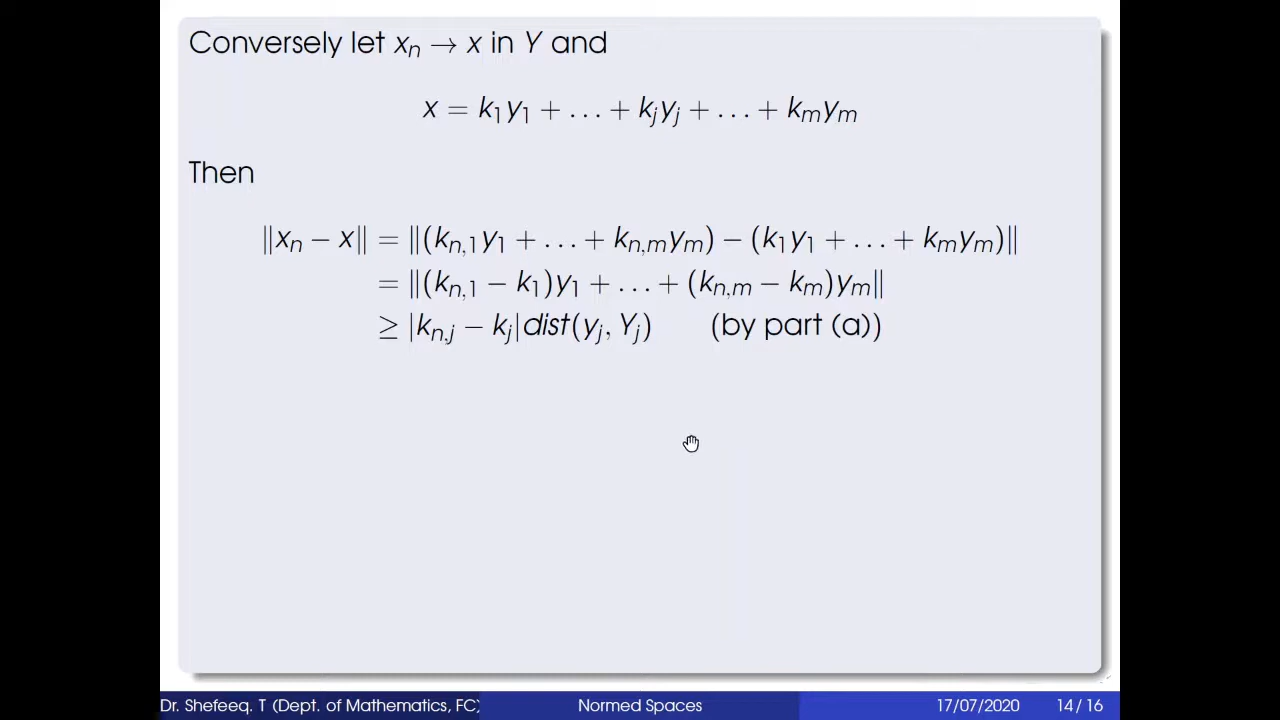 Conversely let xₙ → x in Y and
x = k₁y₁ + … + kⱼyⱼ + … + kₘyₘ
Then
‖xₙ − x‖ = ‖(kₙ,₁y₁ + … + kₙ,ₘyₘ) − (k₁y₁ + … + kₘyₘ)‖
= ‖(kₙ,₁ − k₁)y₁ + … + (kₙ,ₘ − kₘ)yₘ‖
≥ |kₙ,ⱼ − kⱼ|dist(yⱼ, Yⱼ) (by part (a))
Dr. Shefeeq. T (Dept. of Mathematics, FC) Normed Spaces 17/07/2020 14 / 16